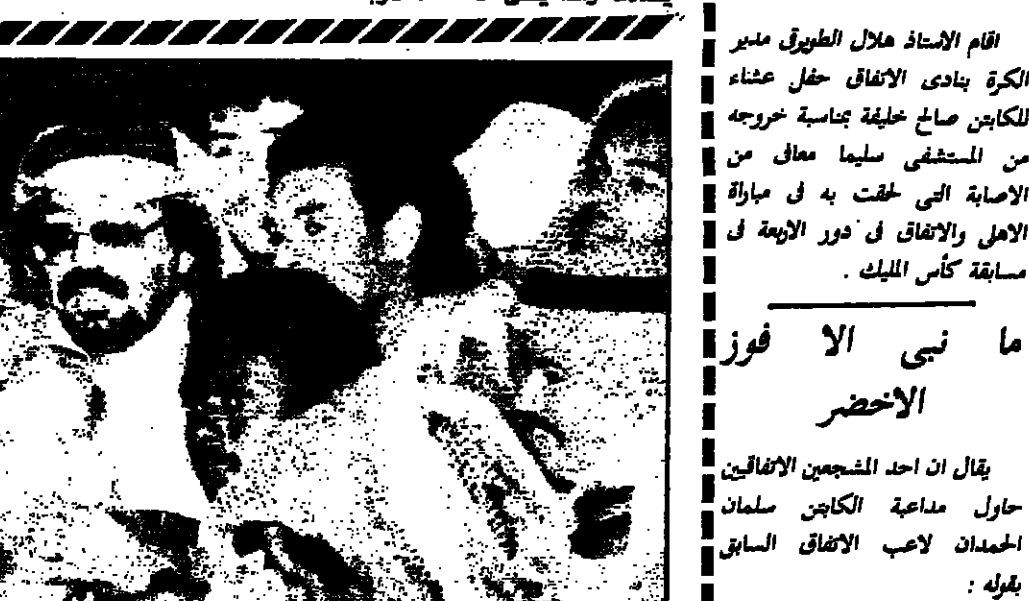 اقام الاستاذ هلال الطويرقى مدير
الكرة بنادى الاتفاق حفل عشاء
للكابتن صالح خليفة بمناسبة خروجه
من المستشفى سليما معافى من
الاصابة التى لحقت به فى مباراة
الاهلى والاتفاق فى دور الاربعة فى
مسابقة كأس المليك .
ما نبى الا فوز
الاخضر
يقال ان احد المشجعين الاتفاقيين
حاول مداعبة الكابتن سلمان
الحمدان لاعب الاتفاق السابق
بقوله :